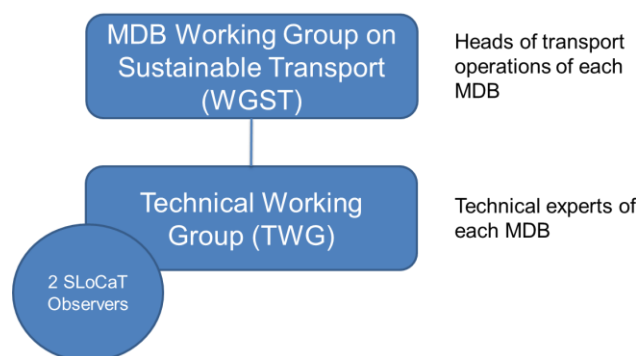 MDB Working Group on
Sustainable Transport
(WGST)
Heads of transport
operations of each
MDB
Technical Working
Group (TWG)
Technical experts of
each MDB
2 SLoCaT
Observers